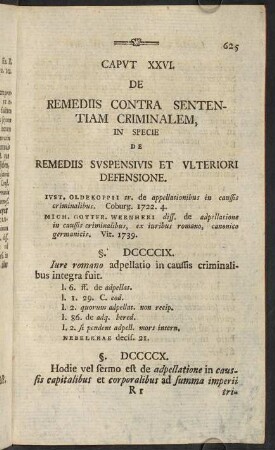 625
CAPVT XXVI.
DE
REMEDIIS CONTRA SENTEN-
TIAM CRIMINALEM,
IN SPECIE
DE
REMEDIIS SVSPENSIVIS ET VLTERIORI
DEFENSIONE.
IVST. OLDEKOPPII tr. de appellationibus in caussis
criminalibus. Coburg. 1722. 4.
MICH. GOTTFR. WERNHERI diss. de adpellatione
in caussis criminalibus, ex iuribus romano, canonico
germanicis. Vit. 1739.
§. DCCCCIX.
Iure romano adpellatio in caussis criminali-
bus integra fuit.
l. 6. ff. de adpellat.
l. 1. 29. C. eod.
l. 2. quorum adpellat. non recip.
l. 86. de adq. hered.
l. 2. si pendent adpell. mors interv.
NEDELKRAE decis. 21.
§. DCCCCX.
Hodie vel sermo est de adpellatione in caus-
sis capitalibus et corporalibus ad summa imperii
R r
tri-